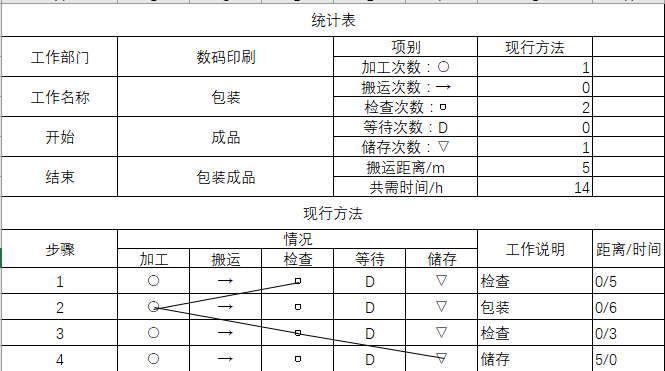 统计表
工作部门 数码印刷 项别 现行方法
加工次数：○ 1
工作名称 包装 搬运次数：→ 0
检查次数：▫ 2
开始 成品 等待次数：D 0
储存次数：▽ 1
结束 包装成品 搬运距离/m 5
共需时间/h 14
现行方法
步骤 情况 工作说明 距离/时间
加工 搬运 检查 等待 储存
1 ○ → ▫ D ▽ 检查 0/5
2 ○ → ▫ D ▽ 包装 0/6
3 ○ → ▫ D ▽ 检查 0/3
4 ○ → ▫ D ▽ 储存 5/0